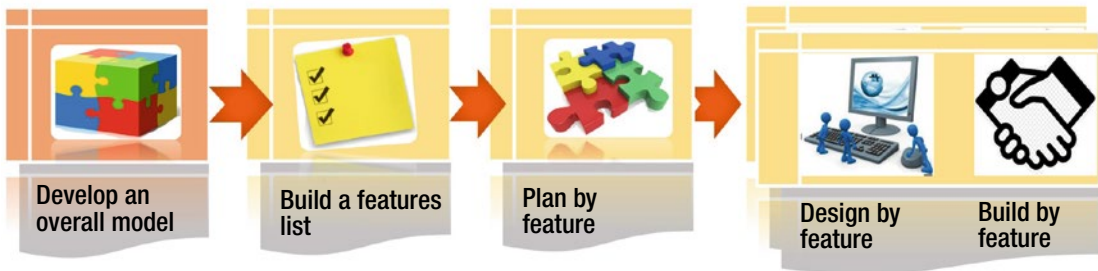 Develop an
overall model
Build a features
list
Plan by
feature
Design by
feature
Build by
feature